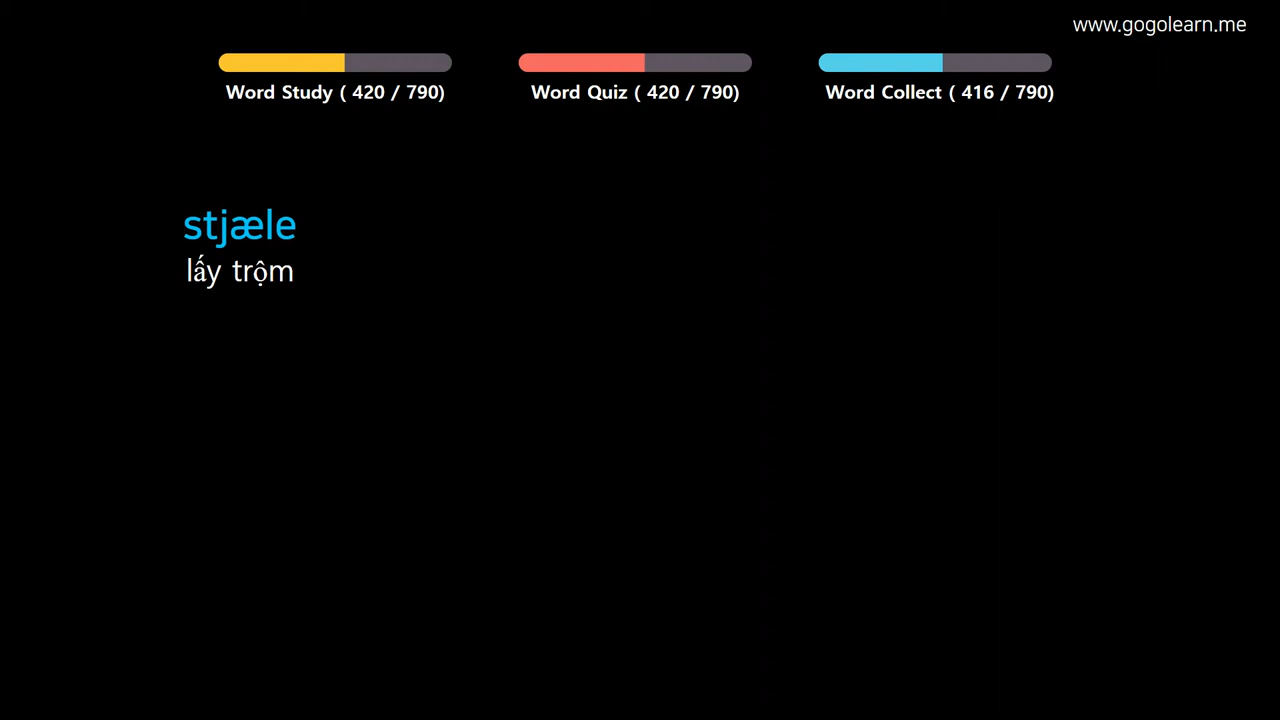 www.gogolearn.me
Word Study ( 420 / 790)
Word Quiz ( 420 / 790)
Word Collect ( 416 / 790)
stjæle
lấy trộm